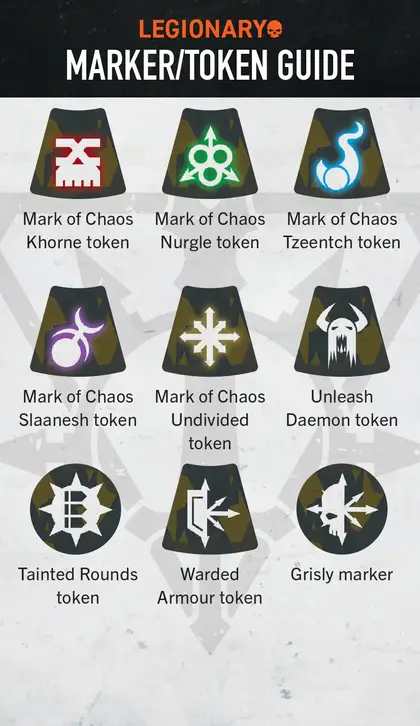 LEGIONARY
MARKER/TOKEN GUIDE
Mark of Chaos
Khorne token
Mark of Chaos
Nurgle token
Mark of Chaos
Tzeentch token
Mark of Chaos
Slaanesh token
Mark of Chaos
Undivided
token
Unleash
Daemon token
Tainted Rounds
token
Warded
Armour token
Grisly marker